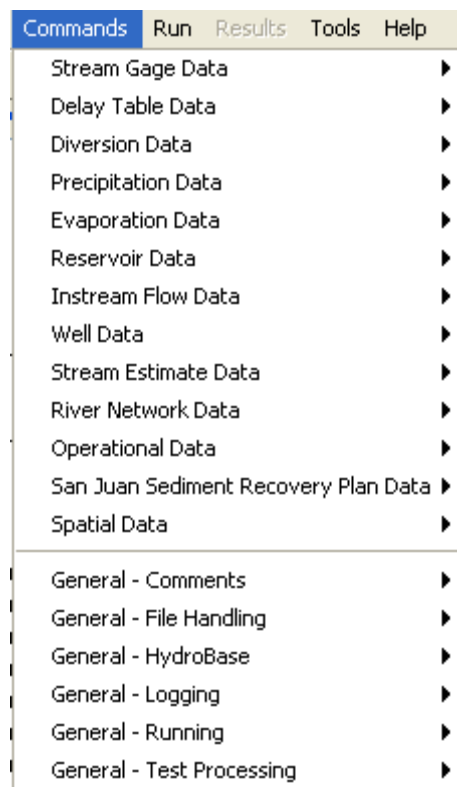 Commands Run Results Tools Help
Stream Gage Data
Delay Table Data
Diversion Data
Precipitation Data
Evaporation Data
Reservoir Data
Instream Flow Data
Well Data
Stream Estimate Data
River Network Data
Operational Data
San Juan Sediment Recovery Plan Data
Spatial Data
General - Comments
General - File Handling
General - HydroBase
General - Logging
General - Running
General - Test Processing